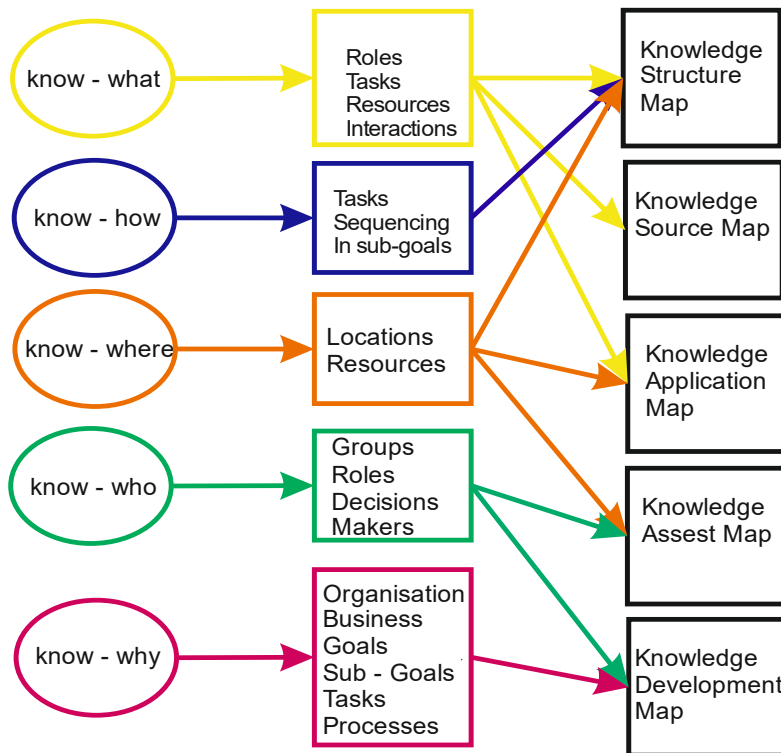 know - what
Roles
Tasks
Resources
Interactions
Knowledge
Structure
Map
know - how
Tasks
Sequencing
In sub-goals
Knowledge
Source Map
know - where
Locations
Resources
Knowledge
Application
Map
know - who
Groups
Roles
Decisions
Makers
Knowledge
Assest Map
know - why
Organisation
Business
Goals
Sub - Goals
Tasks
Processes
Knowledge
Development
Map